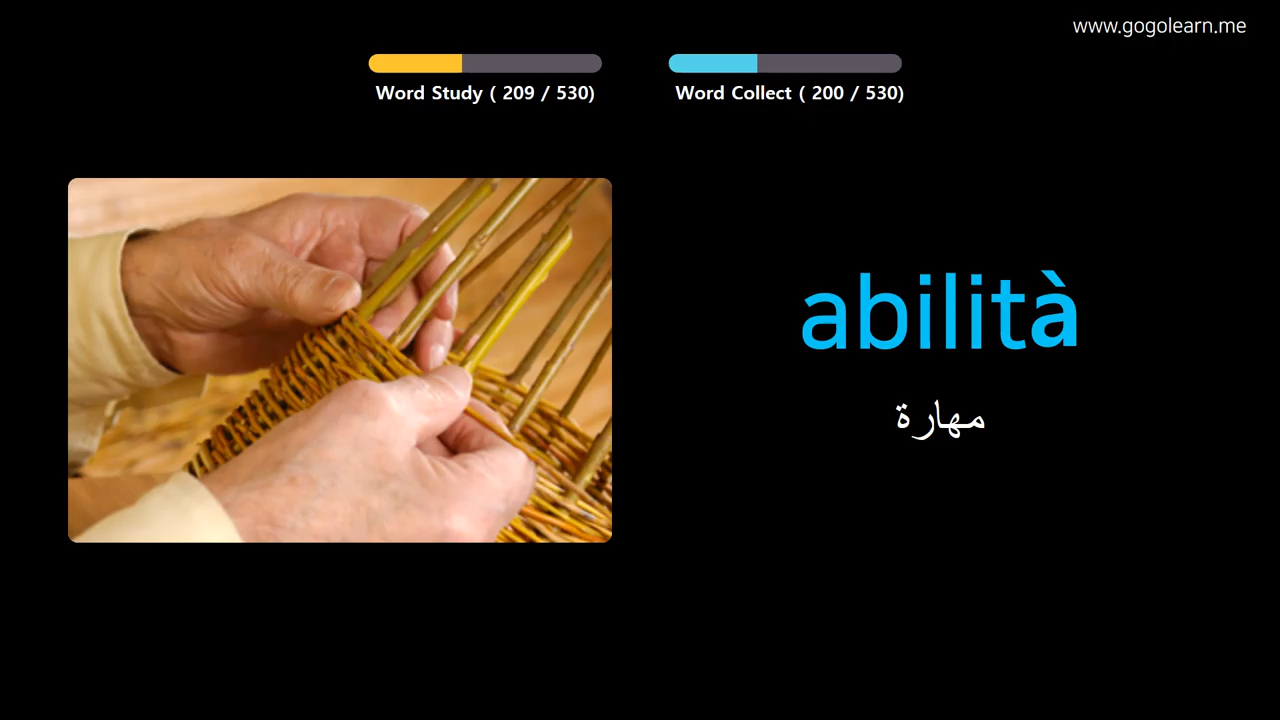 www.gogolearn.me
Word Study ( 209 / 530)
Word Collect ( 200 / 530)
abilità
مهارة